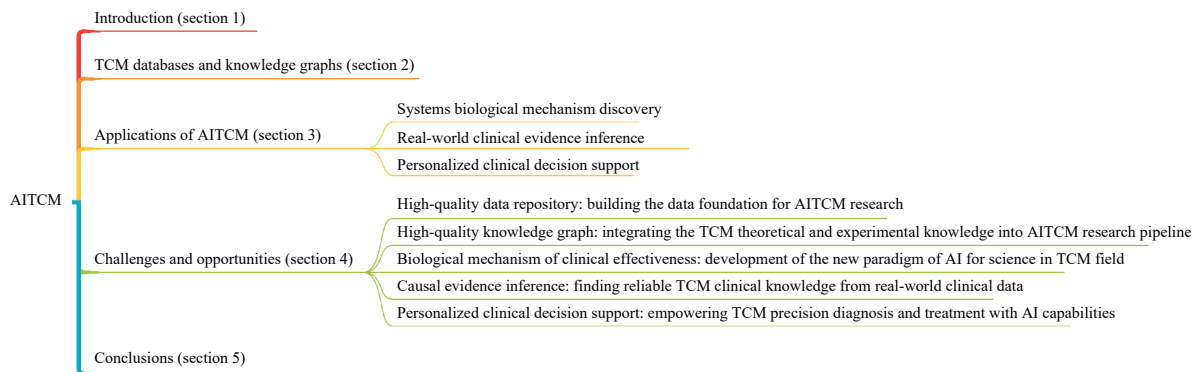 Introduction (section 1)
TCM databases and knowledge graphs (section 2)
Systems biological mechanism discovery
Applications of AITCM (section 3)
Real-world clinical evidence inference
Personalized clinical decision support
AITCM
High-quality data repository: building the data foundation for AITCM research
High-quality knowledge graph: integrating the TCM theoretical and experimental knowledge into AITCM research pipeline
Challenges and opportunities (section 4)
Biological mechanism of clinical effectiveness: development of the new paradigm of AI for science in TCM field
Causal evidence inference: finding reliable TCM clinical knowledge from real-world clinical data
Personalized clinical decision support: empowering TCM precision diagnosis and treatment with AI capabilities
Conclusions (section 5)